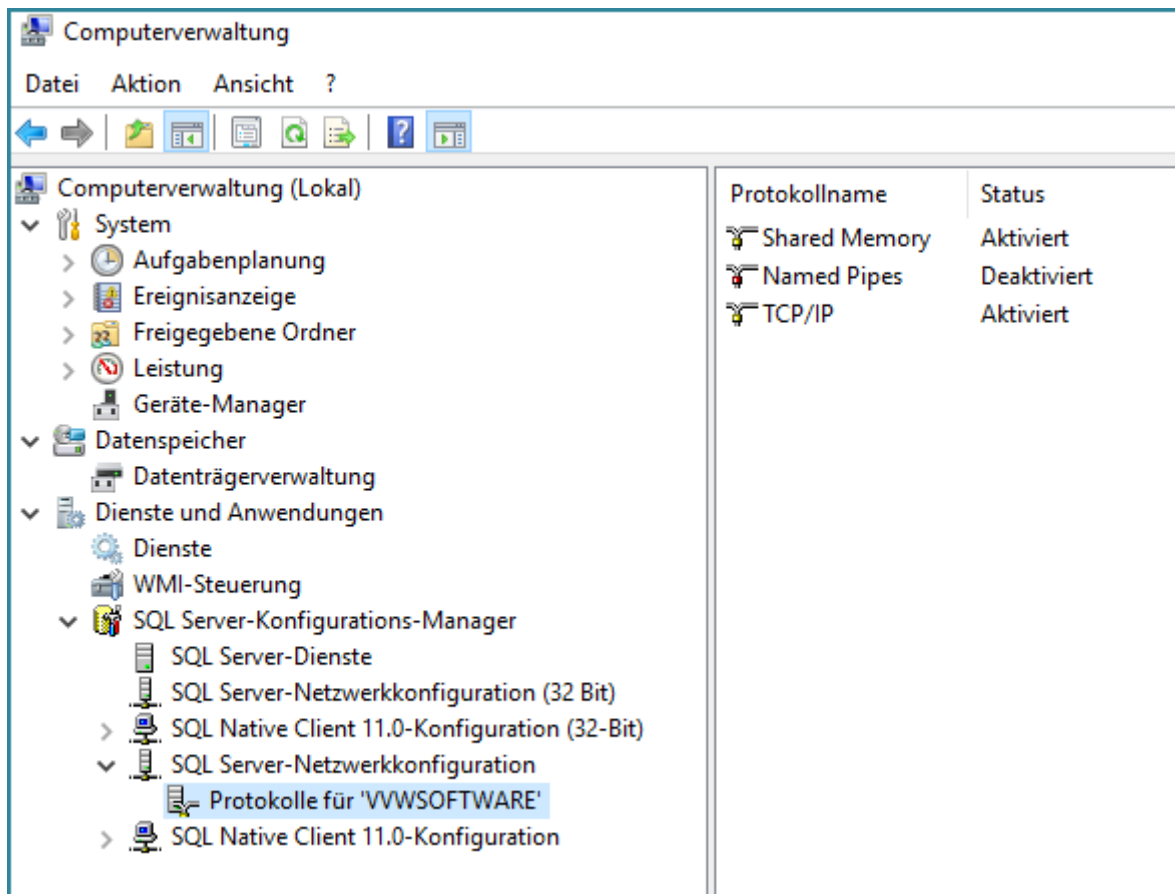 Computerverwaltung
Datei Aktion Ansicht ?
Computerverwaltung (Lokal)
System
Aufgabenplanung
Ereignisanzeige
Freigegebene Ordner
Leistung
Geräte-Manager
Datenspeicher
Datenträgerverwaltung
Dienste und Anwendungen
Dienste
WMI-Steuerung
SQL Server-Konfigurations-Manager
SQL Server-Dienste
SQL Server-Netzwerkkonfiguration (32 Bit)
SQL Native Client 11.0-Konfiguration (32-Bit)
SQL Server-Netzwerkkonfiguration
Protokolle für 'VVWSOFTWARE'
SQL Native Client 11.0-Konfiguration
Protokollname Status
Shared Memory Aktiviert
Named Pipes Deaktiviert
TCP/IP Aktiviert